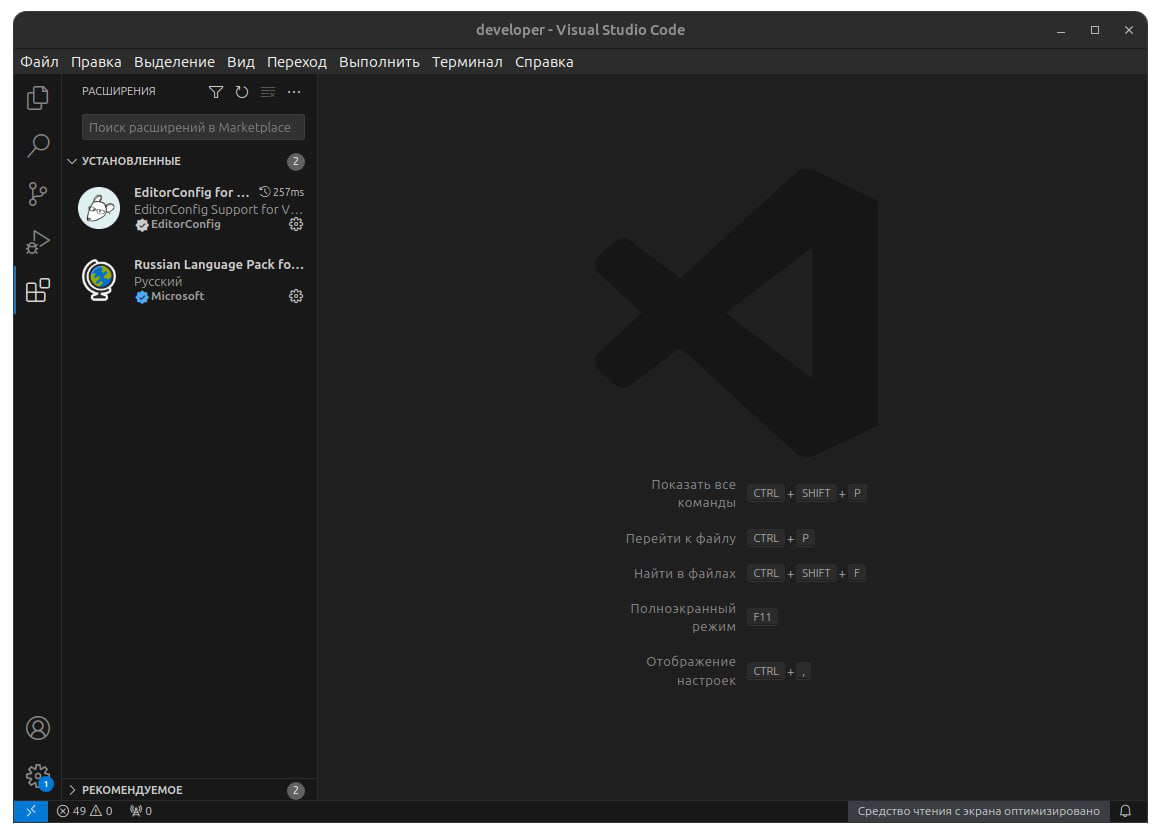 developer - Visual Studio Code
Файл Правка Выделение Вид Переход Выполнить Терминал Справка
РАСШИРЕНИЯ
Поиск расширений в Marketplace
УСТАНОВЛЕННЫЕ 2
EditorConfig for ... 257ms
EditorConfig Support for V...
EditorConfig
Russian Language Pack fo...
Русский
Microsoft
Показать все
команды
CTRL + SHIFT + P
Перейти к файлу CTRL + P
Найти в файлах CTRL + SHIFT + F
Полноэкранный
режим
F11
Отображение
настроек
CTRL + ,
1
РЕКОМЕНДУЕМОЕ 2
49 0 0
Средство чтения с экрана оптимизировано